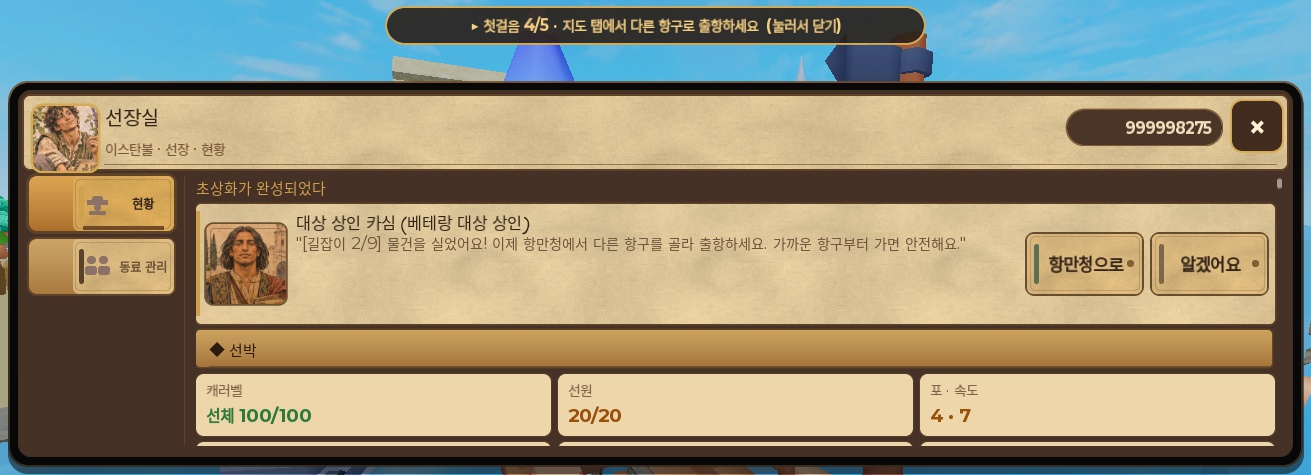 ▸ 첫걸음 4/5 · 지도 탭에서 다른 항구로 출항하세요 (눌러서 닫기)
선장실
이스탄불 · 선장 · 현황
999998275
×
현황
동료 관리
초상화가 완성되었다
대상 상인 카심 (베테랑 대상 상인)
"[길잡이 2/9] 물건을 실었어요! 이제 항만청에서 다른 항구를 골라 출항하세요. 가까운 항구부터 가면 안전해요."
항만청으로
알겠어요
◆ 선박
캐러벨
선체 100/100
선원
20/20
포 · 속도
4 · 7